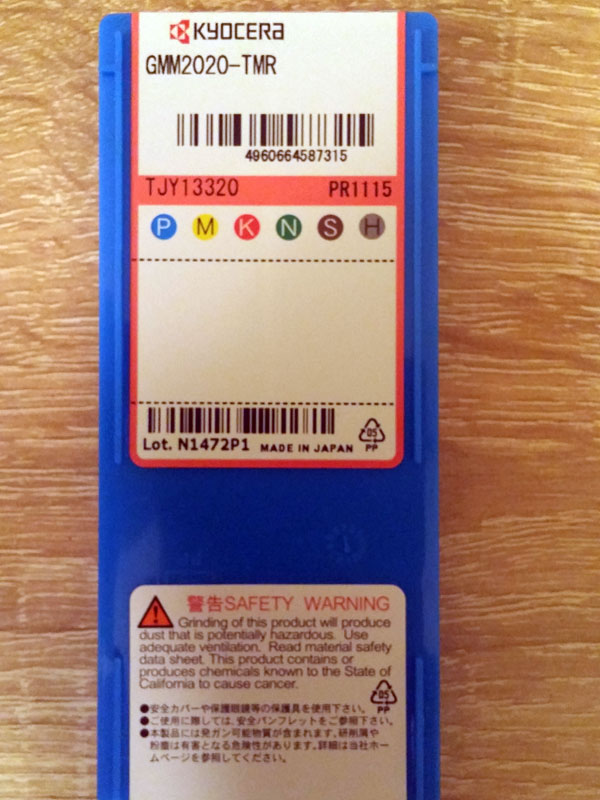 KYOCERA
GMM2020-TMR
4960664587315
TJY13320 PR1115
P M K N S H
Lot. N1472P1 MADE IN JAPAN
05
PP
警告SAFETY WARNING
Grinding of this product will produce
dust that is potentially hazardous. Use
adequate ventilation. Read material safety
data sheet. This product contains or
produces chemicals known to the State of
California to cause cancer.
05
PP
●安全カバーや保護眼鏡等の保護具を使用下さい。
●ご使用に際しては、安全パンフレットをご参照下さい。
●本製品には発ガン可能物質が含まれます。研削屑や
粉塵は有害となる危険性があります。詳細は当社ホー
ムページを参照してください。